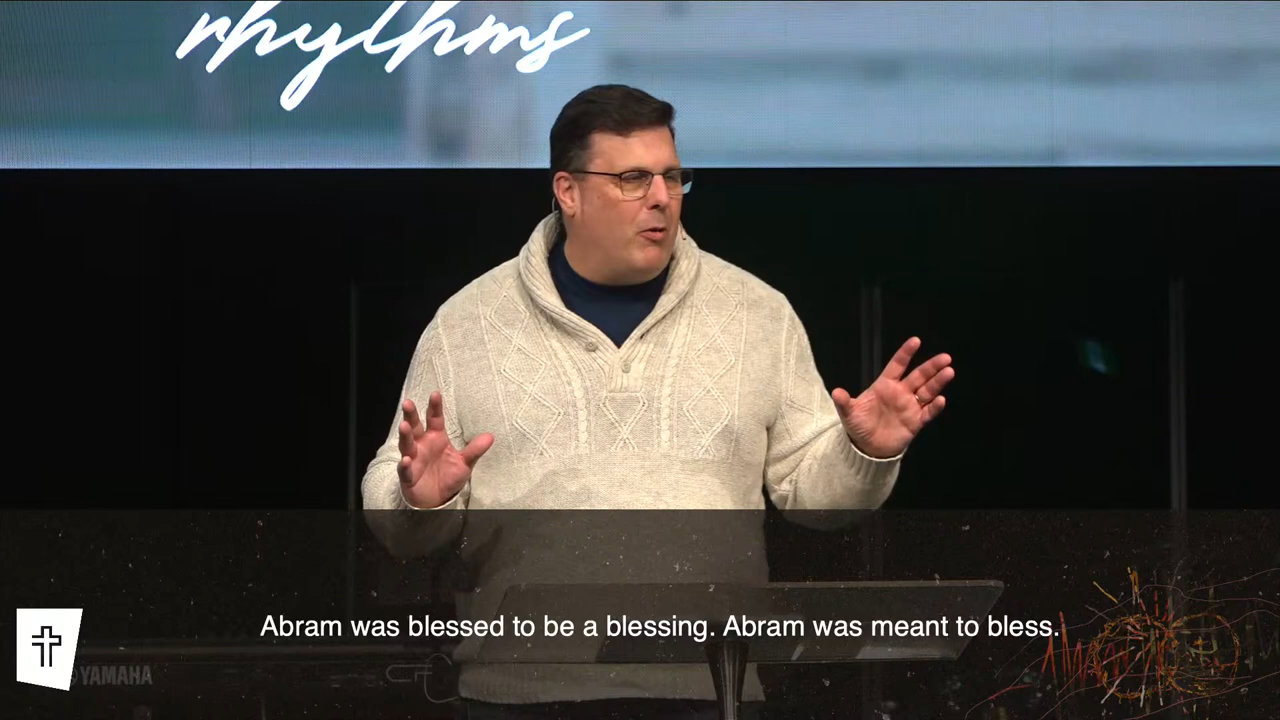 rhythms
Abram was blessed to be a blessing. Abram was meant to bless.
YAMAHA